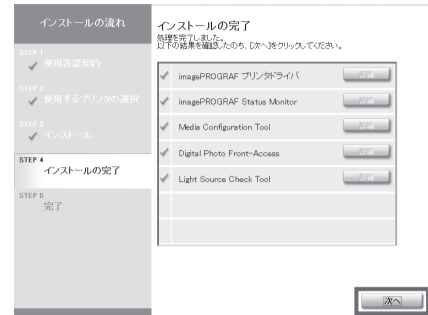 インストールの流れ
STEP 1
使用許諾契約
STEP 2
使用するプリンタの選択
STEP 3
インストール
STEP 4
インストールの完了
STEP 5
完了
インストールの完了
処理を完了しました。
以下の結果を確認したのち、[次へ]をクリックしてください。
imagePROGRAF プリンタドライバ
imagePROGRAF Status Monitor
Media Configuration Tool
Digital Photo Front-Access
Light Source Check Tool
次へ